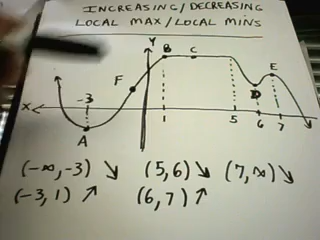 INCREASING/DECREASING
LOCAL MAX/LOCAL MINS
Y
B C
E
F
-3
D
X
A
1 5 6 7
(-∞,-3) ↘ (5,6) ↘ (7,∞) ↘
(-3,1) ↗ (6,7) ↗